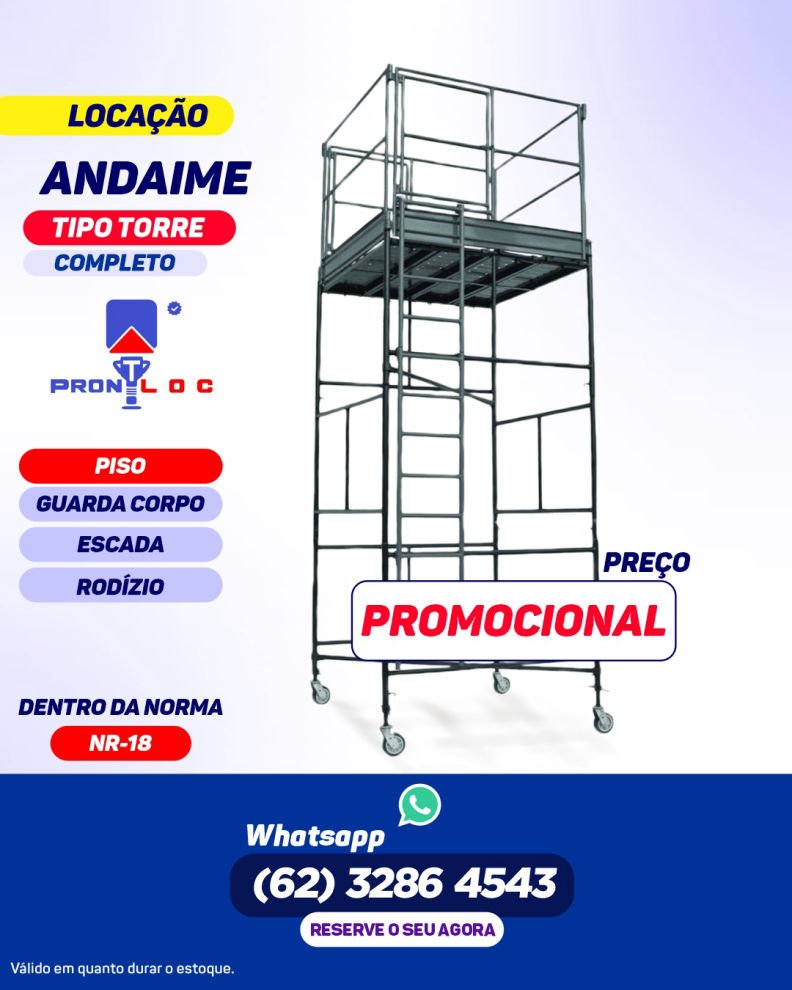 LOCAÇÃO
ANDAIME
TIPO TORRE
COMPLETO
PRONTLOC
PISO
GUARDA CORPO
ESCADA
RODÍZIO
PREÇO
PROMOCIONAL
DENTRO DA NORMA
NR-18
Whatsapp
(62) 3286 4543
RESERVE O SEU AGORA
Válido em quanto durar o estoque.